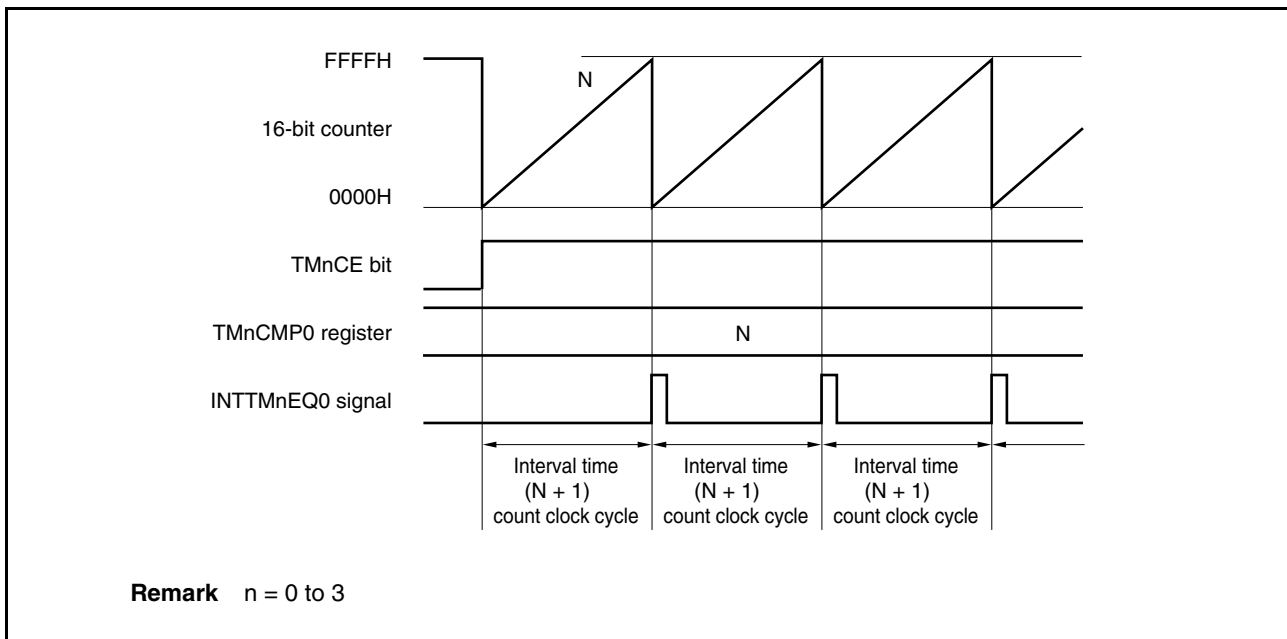 FFFFH
N
16-bit counter
0000H
TMnCE bit
TMnCMP0 register
N
INTTMnEQ0 signal
Interval time
(N + 1)
count clock cycle
Interval time
(N + 1)
count clock cycle
Interval time
(N + 1)
count clock cycle
Remark n = 0 to 3